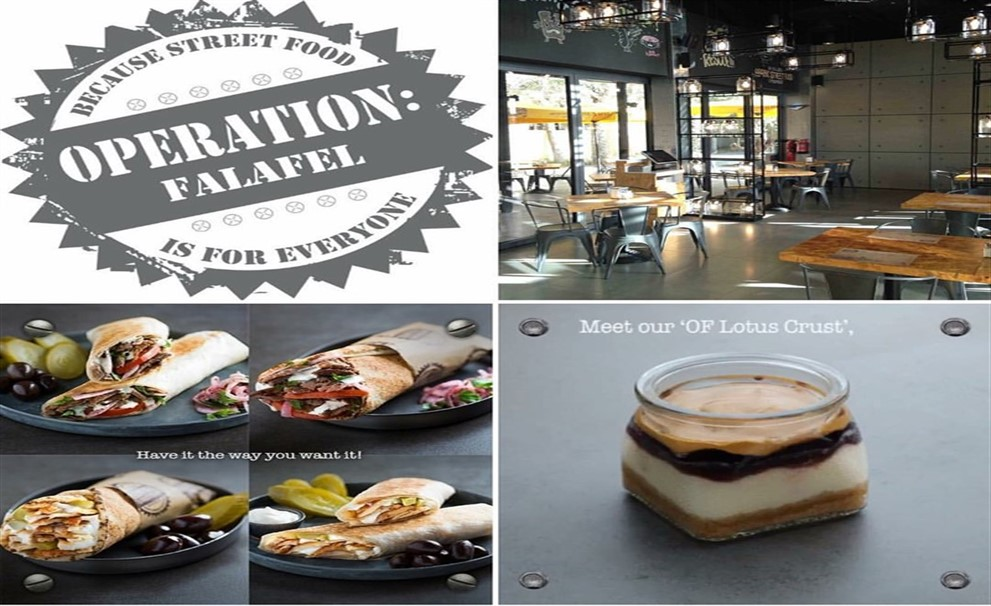 BECAUSE STREET FOOD
OPERATION:
FALAFEL
IS FOR EVERYONE
Have it the way you want it!
Meet our ‘OF Lotus Crust’,